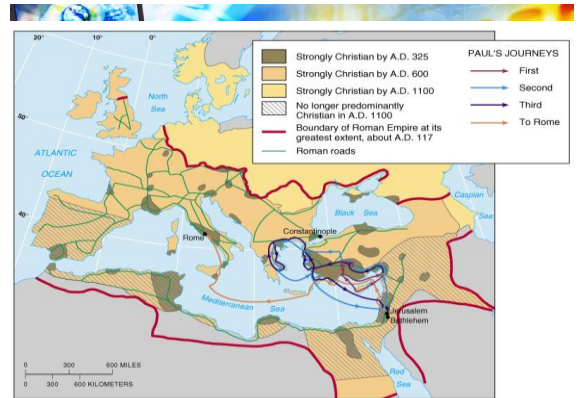 20°
10°
0°
50°
40°
North
Sea
ATLANTIC
OCEAN
Rome
Constantinople
Black Sea
Caspian
Sea
Mediterranean
Sea
Jerusalem
Bethlehem
Red
Sea
0 300 600 MILES
0 300 600 KILOMETERS
Strongly Christian by A.D. 325
Strongly Christian by A.D. 600
Strongly Christian by A.D. 1100
No longer predominantly
Christian in A.D. 1100
Boundary of Roman Empire at its
greatest extent, about A.D. 117
Roman roads
PAUL'S JOURNEYS
First
Second
Third
To Rome